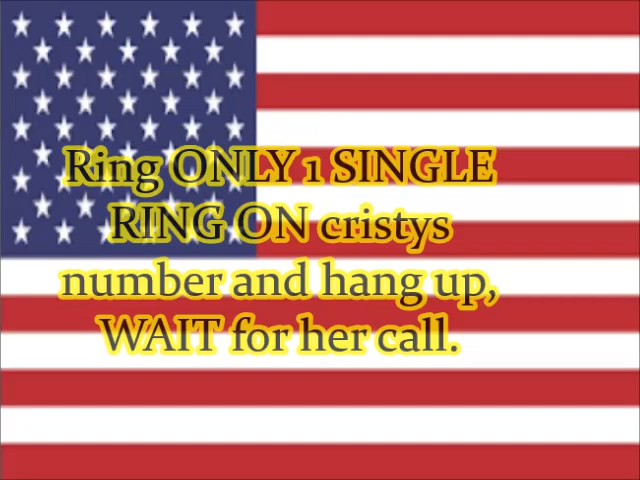 Ring ONLY 1 SINGLE
RING ON cristys
number and hang up,
WAIT for her call.